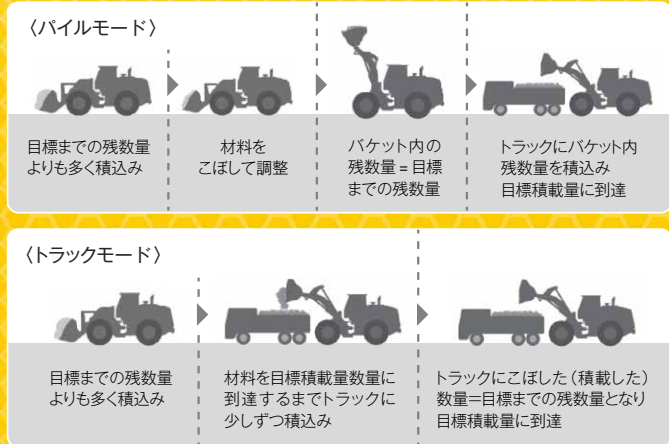 〈パイルモード〉
目標までの残数量
よりも多く積込み
材料を
こぼして調整
バケット内の
残数量＝目標
までの残数量
トラックにバケット内
残数量を積込み
目標積載量に到達
〈トラックモード〉
目標までの残数量
よりも多く積込み
材料を目標積載量数量に
到達するまでトラックに
少しずつ積込み
トラックにこぼした（積載した）
数量＝目標までの残数量となり
目標積載量に到達